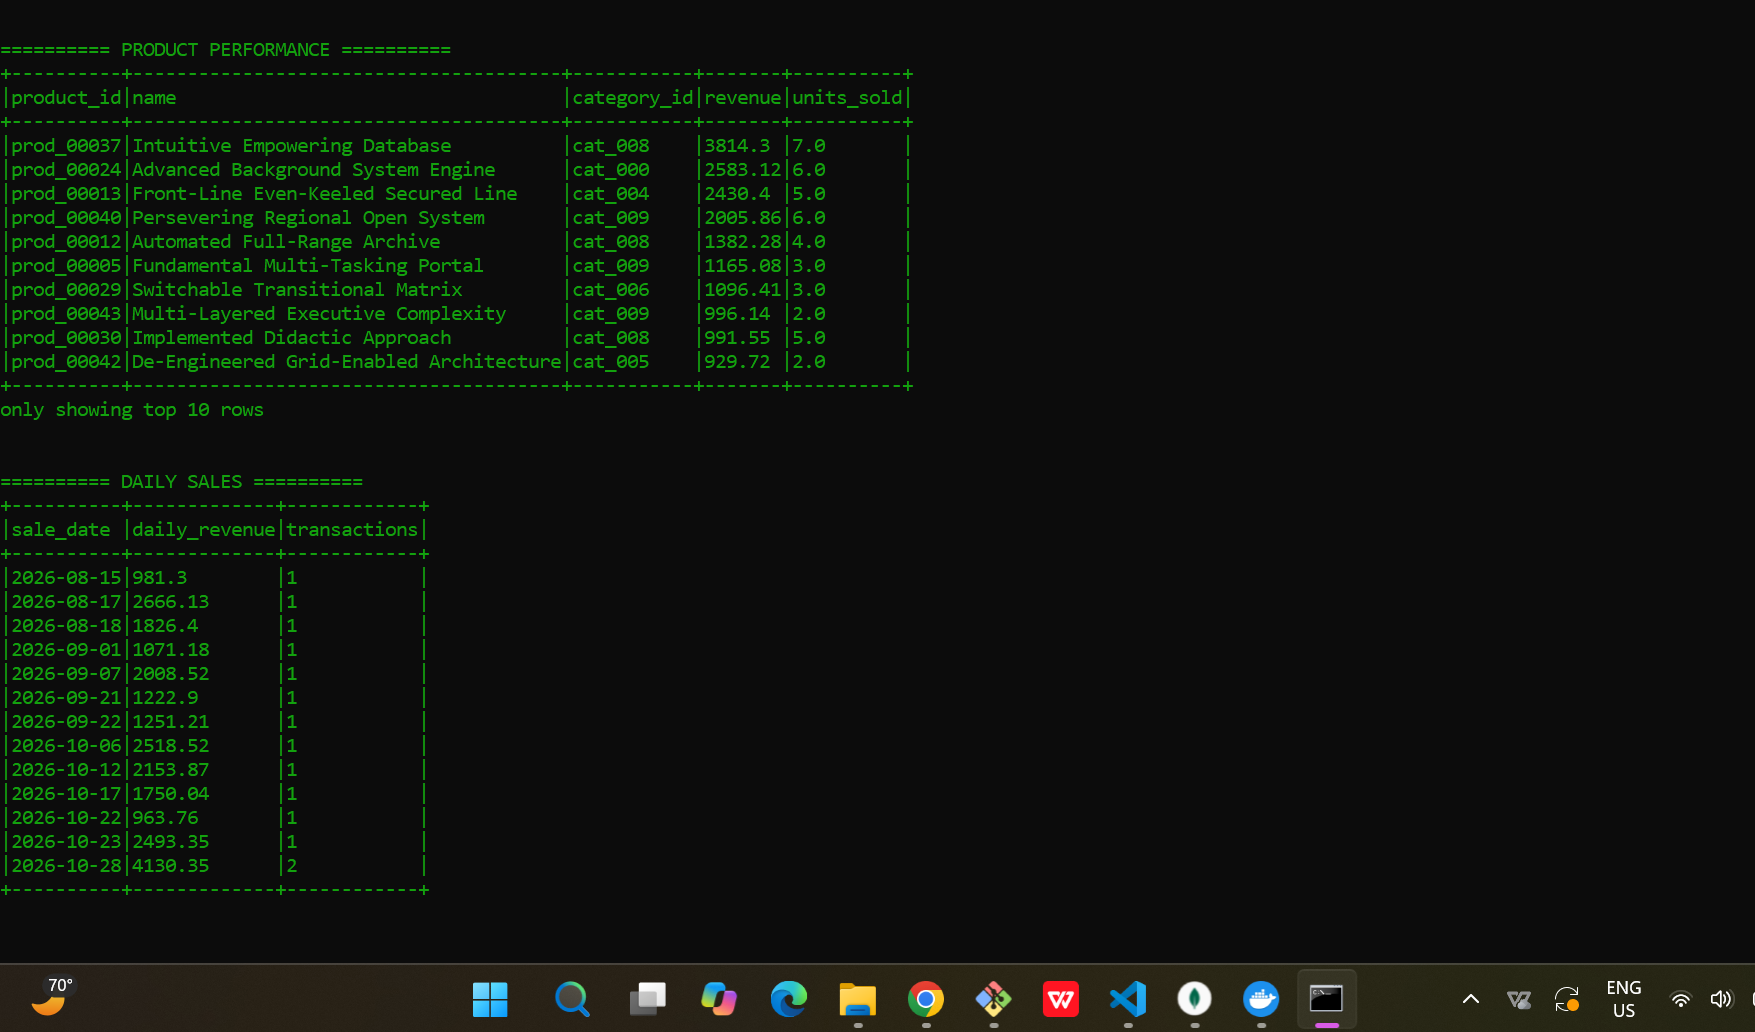 ========== PRODUCT PERFORMANCE ==========
+----------+---------------------------------------+-----------+-------+----------+
|product_id|name                                   |category_id|revenue|units_sold|
+----------+---------------------------------------+-----------+-------+----------+
|prod_00037|Intuitive Empowering Database          |cat_008    |3814.3 |7.0       |
|prod_00024|Advanced Background System Engine      |cat_000    |2583.12|6.0       |
|prod_00013|Front-Line Even-Keeled Secured Line    |cat_004    |2430.4 |5.0       |
|prod_00040|Persevering Regional Open System       |cat_009    |2005.86|6.0       |
|prod_00012|Automated Full-Range Archive           |cat_008    |1382.28|4.0       |
|prod_00005|Fundamental Multi-Tasking Portal       |cat_009    |1165.08|3.0       |
|prod_00029|Switchable Transitional Matrix         |cat_006    |1096.41|3.0       |
|prod_00043|Multi-Layered Executive Complexity     |cat_009    |996.14 |2.0       |
|prod_00030|Implemented Didactic Approach          |cat_008    |991.55 |5.0       |
|prod_00042|De-Engineered Grid-Enabled Architecture|cat_005    |929.72 |2.0       |
+----------+---------------------------------------+-----------+-------+----------+
only showing top 10 rows
========== DAILY SALES ==========
+----------+-------------+------------+
|sale_date |daily_revenue|transactions|
+----------+-------------+------------+
|2026-08-15|981.3        |1           |
|2026-08-17|2666.13      |1           |
|2026-08-18|1826.4       |1           |
|2026-09-01|1071.18      |1           |
|2026-09-07|2008.52      |1           |
|2026-09-21|1222.9       |1           |
|2026-09-22|1251.21      |1           |
|2026-10-06|2518.52      |1           |
|2026-10-12|2153.87      |1           |
|2026-10-17|1750.04      |1           |
|2026-10-22|963.76       |1           |
|2026-10-23|2493.35      |1           |
|2026-10-28|4130.35      |2           |
+----------+-------------+------------+
70°
ENG
US